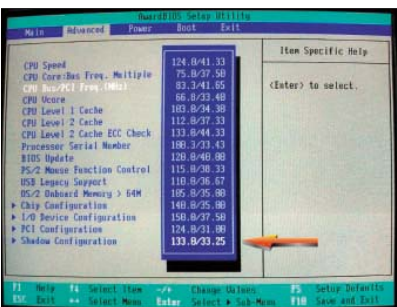 AwardBIOS Setup Utility
Main Advanced Power Boot Exit
Item Specific Help
<Enter> to select.
CPU Speed
CPU Core:Bus Freq. Multiple
CPU Bus/PCI Freq.(MHz)
CPU Vcore
CPU Level 1 Cache
CPU Level 2 Cache
CPU Level 2 Cache ECC Check
Processor Serial Number
BIOS Update
PS/2 Mouse Function Control
USB Legacy Support
OS/2 Onboard Memory > 64M
Chip Configuration
I/O Device Configuration
PCI Configuration
Shadow Configuration
124.0/41.33
75.0/37.50
83.3/41.65
66.8/33.40
103.0/34.30
112.0/37.33
133.0/44.33
100.3/33.43
120.0/40.00
115.0/38.33
110.0/36.67
105.0/35.00
140.0/35.00
150.0/37.50
124.0/31.00
133.0/33.25
F1 Help ↑↓ Select Item -/+ Change Values F5 Setup Defaults
ESC Exit ←→ Select Menu Enter Select ▸ Sub-Menu F10 Save and Exit